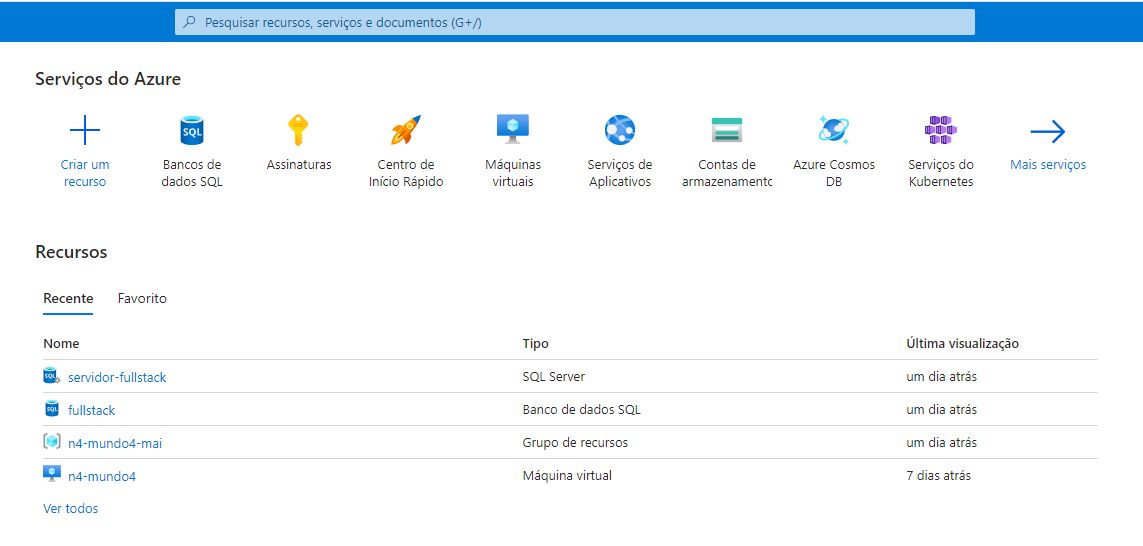 Pesquisar recursos, serviços e documentos (G+/)
Serviços do Azure
Criar um recurso
SQL
Bancos de dados SQL
Assinaturas
Centro de Início Rápido
Máquinas virtuais
Serviços de Aplicativos
Contas de armazenamento
Azure Cosmos DB
Serviços do Kubernetes
Mais serviços
Recursos
Recente Favorito
Nome Tipo Última visualização
SQL servidor-fullstack SQL Server um dia atrás
SQL fullstack Banco de dados SQL um dia atrás
n4-mundo4-mai Grupo de recursos um dia atrás
n4-mundo4 Máquina virtual 7 dias atrás
Ver todos